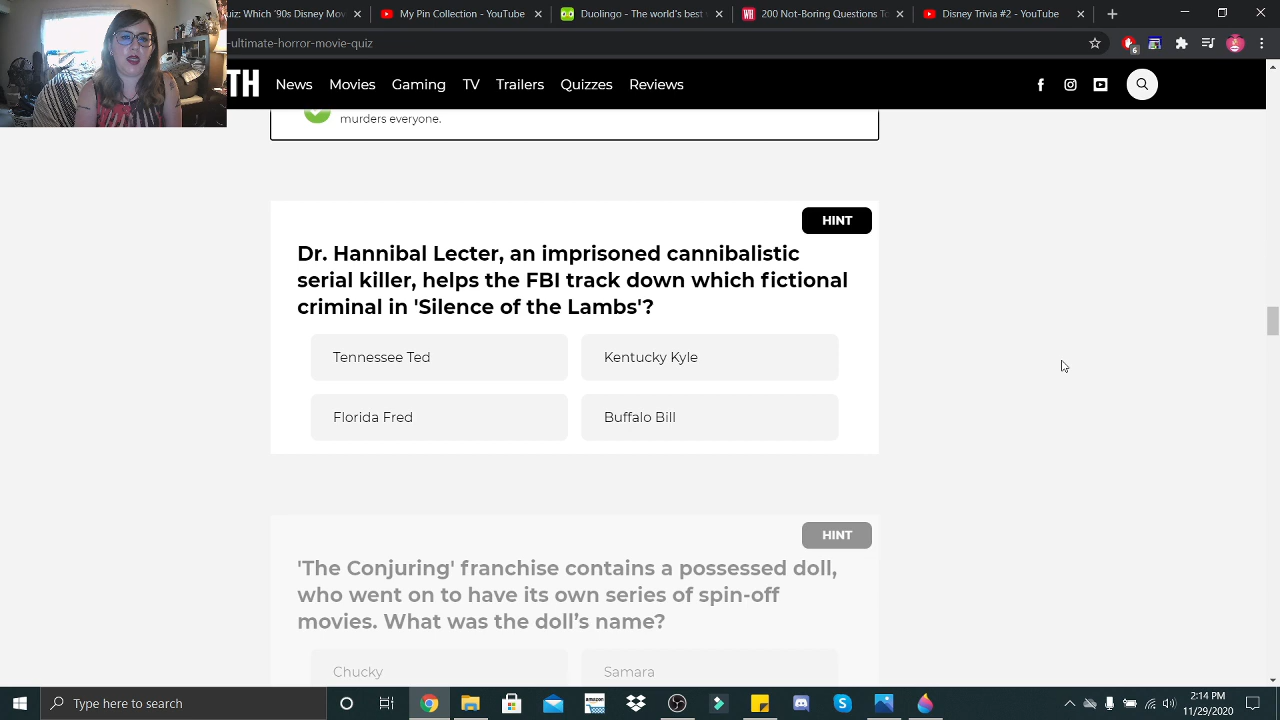 Quiz: Which '90s Disney Mov
My Pin Collection - YouTube
Duolingo - The world's best
200 Not-Boring Questions T
Disney Trivia #2 - YouTube
-ultimate-horror-movie-quiz
6
TH
News
Movies
Gaming
TV
Trailers
Quizzes
Reviews
murders everyone.
HINT
Dr. Hannibal Lecter, an imprisoned cannibalistic
serial killer, helps the FBI track down which fictional
criminal in 'Silence of the Lambs'?
Tennessee Ted
Kentucky Kyle
Florida Fred
Buffalo Bill
HINT
'The Conjuring' franchise contains a possessed doll,
who went on to have its own series of spin-off
movies. What was the doll's name?
Chucky
Samara
Type here to search
amazon
2:14 PM
11/29/2020